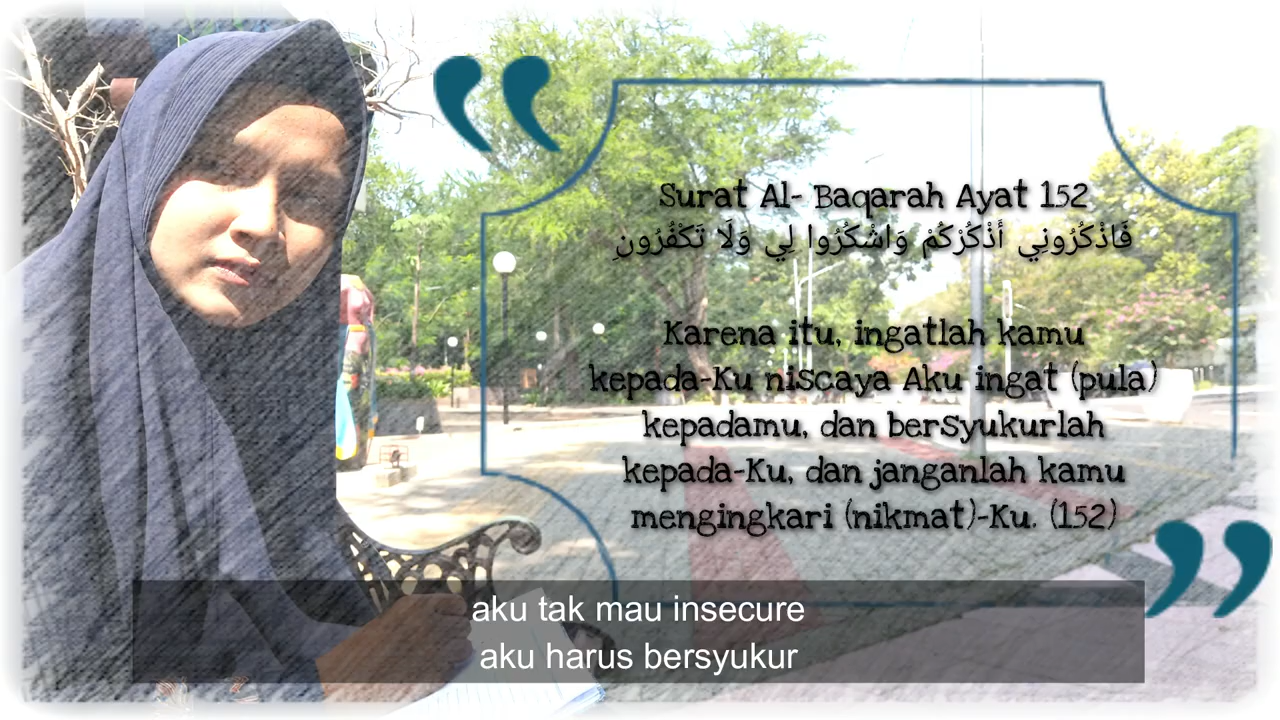 Surat Al- Baqarah Ayat 152
فَاذْكُرُونِي أَذْكُرْكُمْ وَاشْكُرُوا لِي وَلَا تَكْفُرُونِ
Karena itu, ingatlah kamu
kepada-Ku niscaya Aku ingat (pula)
kepadamu, dan bersyukurlah
kepada-Ku, dan janganlah kamu
mengingkari (nikmat)-Ku. (152)
aku tak mau insecure
aku harus bersyukur